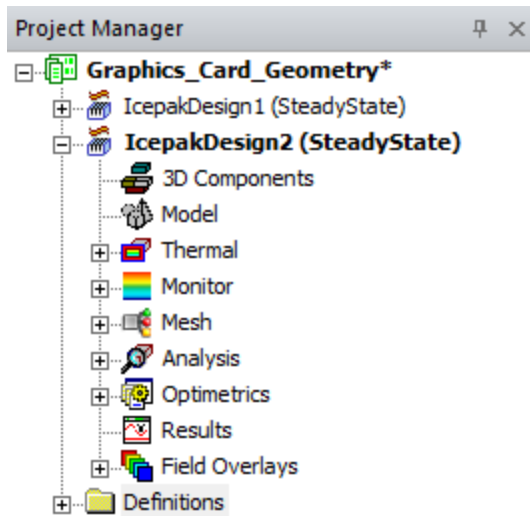 Project Manager
Graphics_Card_Geometry*
IcepakDesign1 (SteadyState)
IcepakDesign2 (SteadyState)
3D Components
Model
Thermal
Monitor
Mesh
Analysis
Optimetrics
Results
Field Overlays
Definitions